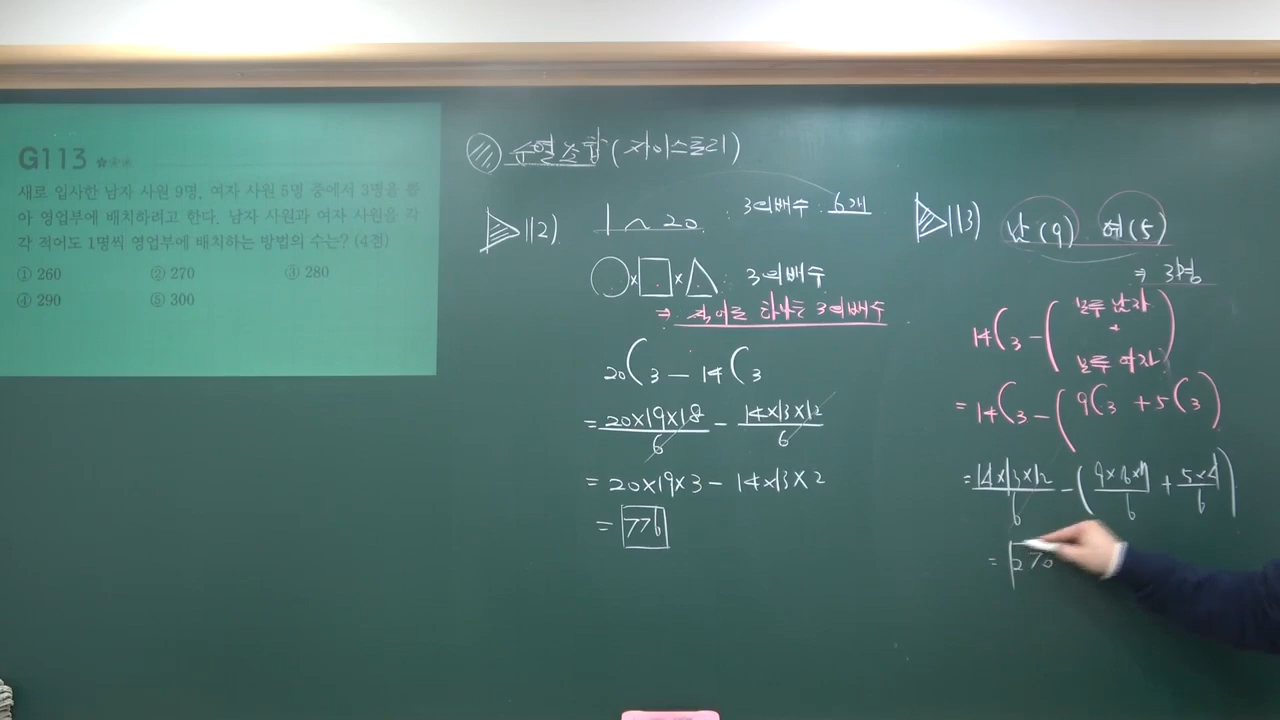 G113
새로 입사한 남자 사원 9명, 여자 사원 5명 중에서 3명을 뽑
아 영업부에 배치하려고 한다. 남자 사원과 여자 사원을 각
각 적어도 1명씩 영업부에 배치하는 방법의 수는? (4점)
① 260 ② 270 ③ 280
④ 290 ⑤ 300
순열조합 (자이스토리)
112)
1~20
3의배수 6개
○×□×△ 3의배수
⇒ 적어도 하나는 3의배수
20C3 - 14C3
= 20×19×18/6 - 14×13×12/6
= 20×19×3 - 14×13×2
= 776
113) 남(9) 여(5)
⇒ 3명
14C3 - (모두 남자 + 모두 여자)
= 14C3 - (9C3 + 5C3)
= 14×13×12/6 - (9×8×7/6 + 5×4/6)
= 270